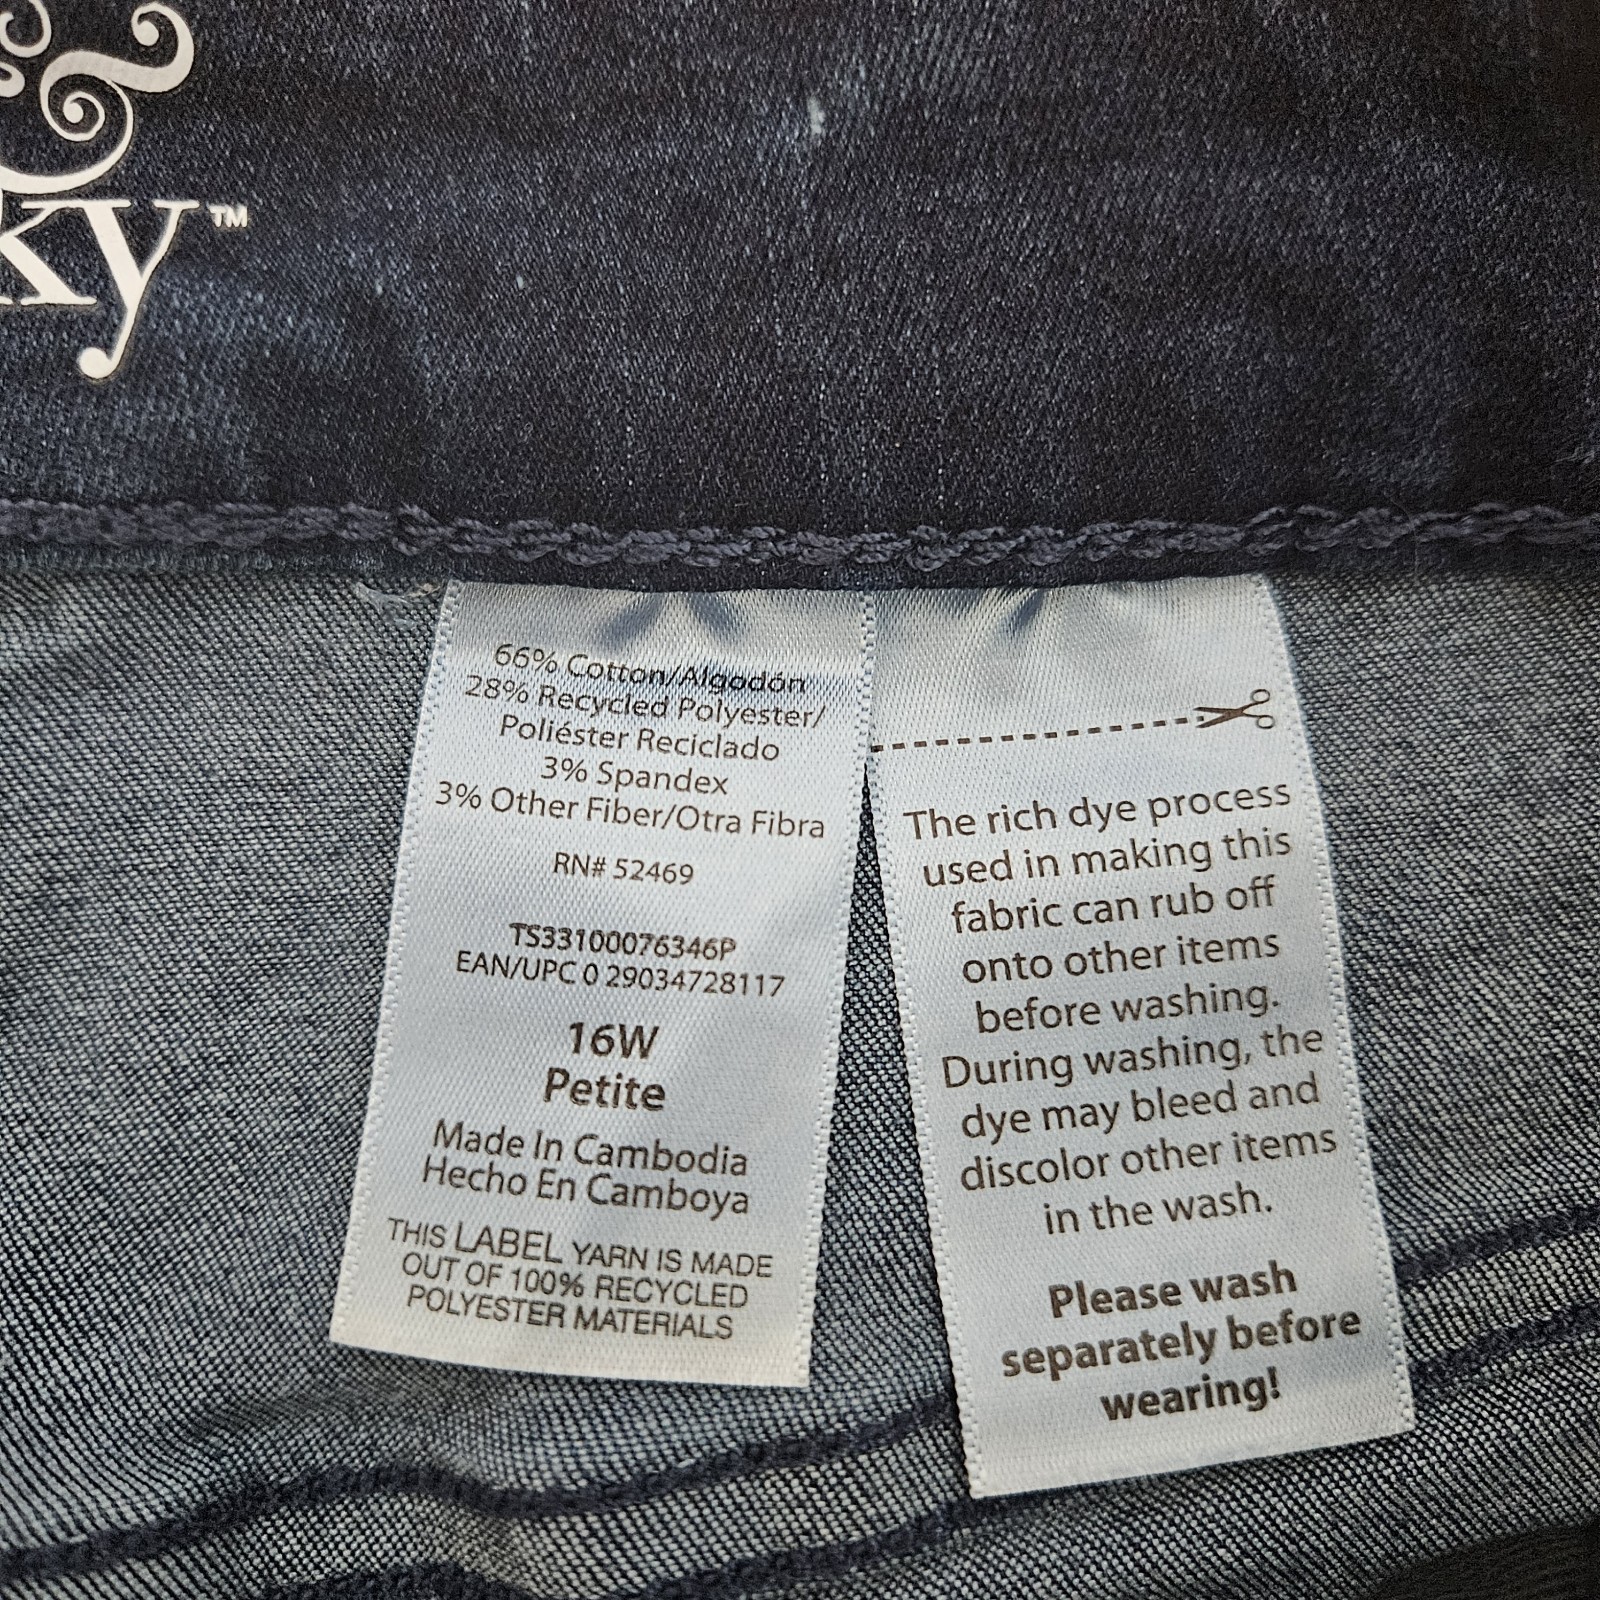 ky™
66% Cotton/Algodón
28% Recycled Polyester/
Poliéster Reciclado
3% Spandex
3% Other Fiber/Otra Fibra
RN# 52469
TS33100076346P
EAN/UPC 0 29034728117
16W
Petite
Made In Cambodia
Hecho En Camboya
THIS LABEL YARN IS MADE
OUT OF 100% RECYCLED
POLYESTER MATERIALS
The rich dye process
used in making this
fabric can rub off
onto other items
before washing.
During washing, the
dye may bleed and
discolor other items
in the wash.
Please wash
separately before
wearing!